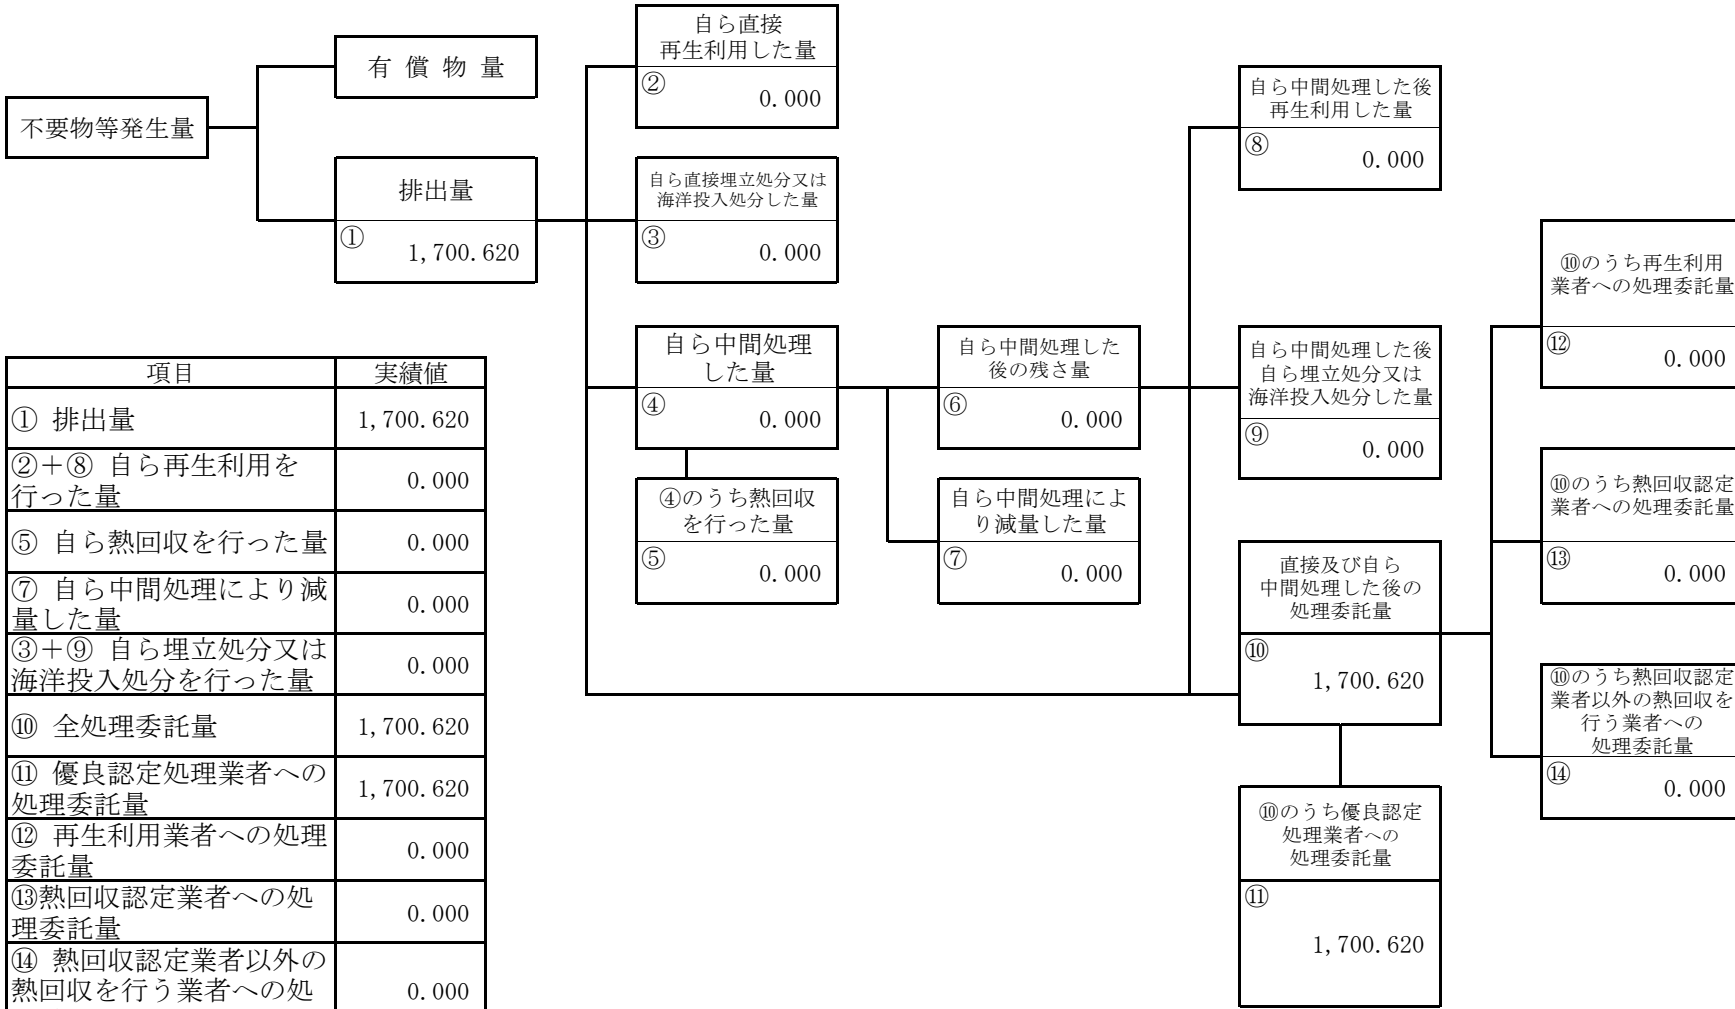 不要物等発生量
有 償 物 量
排出量
①
1,700.620
自ら直接
再生利用した量
②
0.000
自ら直接埋立処分又は
海洋投入処分した量
③
0.000
自ら中間処理
した量
④
0.000
④のうち熱回収
を行った量
⑤
0.000
自ら中間処理した
後の残さ量
⑥
0.000
自ら中間処理によ
り減量した量
⑦
0.000
自ら中間処理した後
再生利用した量
⑧
0.000
自ら中間処理した後
自ら埋立処分又は
海洋投入処分した量
⑨
0.000
直接及び自ら
中間処理した後の
処理委託量
⑩
1,700.620
⑩のうち優良認定
処理業者への
処理委託量
⑪
1,700.620
⑩のうち再生利用
業者への処理委託量
⑫
0.000
⑩のうち熱回収認定
業者への処理委託量
⑬
0.000
⑩のうち熱回収認定
業者以外の熱回収を
行う業者への
処理委託量
⑭
0.000
項目 実績値
① 排出量 1,700.620
②＋⑧ 自ら再生利用を
行った量 0.000
⑤ 自ら熱回収を行った量 0.000
⑦ 自ら中間処理により減
量した量 0.000
③＋⑨ 自ら埋立処分又は
海洋投入処分を行った量 0.000
⑩ 全処理委託量 1,700.620
⑪ 優良認定処理業者への
処理委託量 1,700.620
⑫ 再生利用業者への処理
委託量 0.000
⑬熱回収認定業者への処
理委託量 0.000
⑭ 熱回収認定業者以外の
熱回収を行う業者への処 0.000